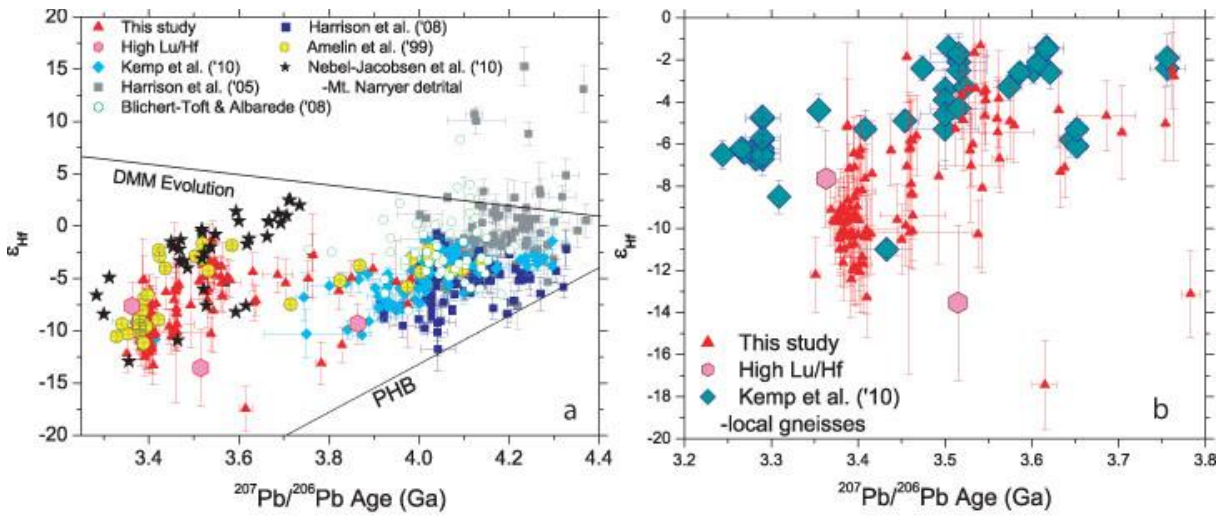 This study
High Lu/Hf
Kemp et al. ('10)
Harrison et al. ('05)
Blichert-Toft & Albarede ('08)
Harrison et al. ('08)
Amelin et al. ('99)
Nebel-Jacobsen et al. ('10)
-Mt. Narryer detrital
20
15
10
5
0
-5
-10
-15
-20
εHf
DMM Evolution
PHB
a
3.4 3.6 3.8 4.0 4.2 4.4
207Pb/206Pb Age (Ga)
0
-2
-4
-6
-8
-10
-12
-14
-16
-18
-20
εHf
This study
High Lu/Hf
Kemp et al. ('10)
-local gneisses
b
3.2 3.3 3.4 3.5 3.6 3.7 3.8
207Pb/206Pb Age (Ga)